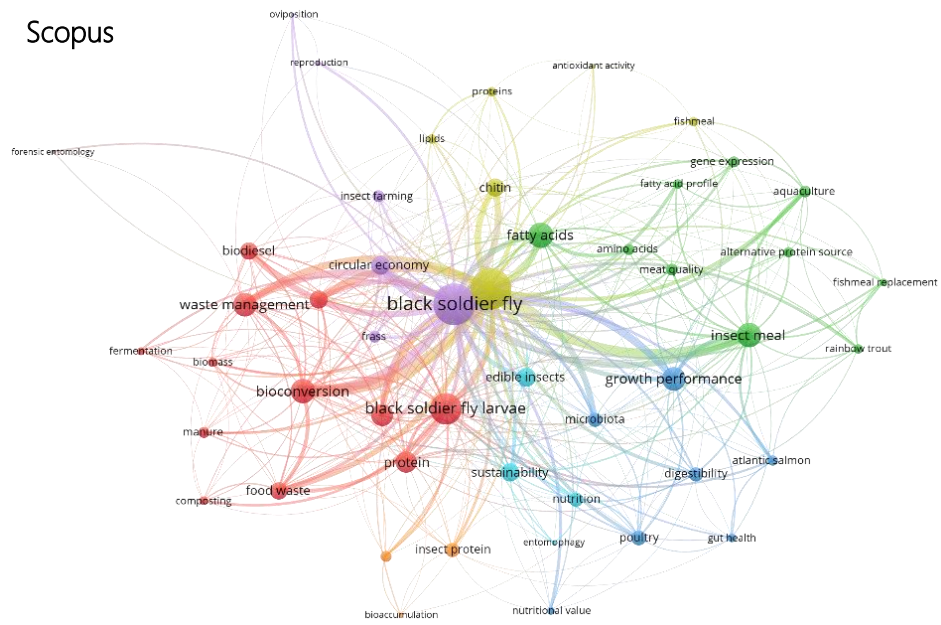 Scopus
oviposition
reproduction
antioxidant activity
proteins
fishmeal
lipids
forensic entomology
gene expression
fatty acid profile
aquaculture
chitin
insect farming
fatty acids
amino acids
alternative protein source
biodiesel
circular economy
meat quality
fishmeal replacement
waste management
black soldier fly
frass
insect meal
fermentation
rainbow trout
biomass
edible insects
growth performance
bioconversion
black soldier fly larvae
microbiota
manure
protein
sustainability
digestibility
atlantic salmon
food waste
composting
nutrition
entomophagy
poultry
gut health
insect protein
bioaccumulation
nutritional value